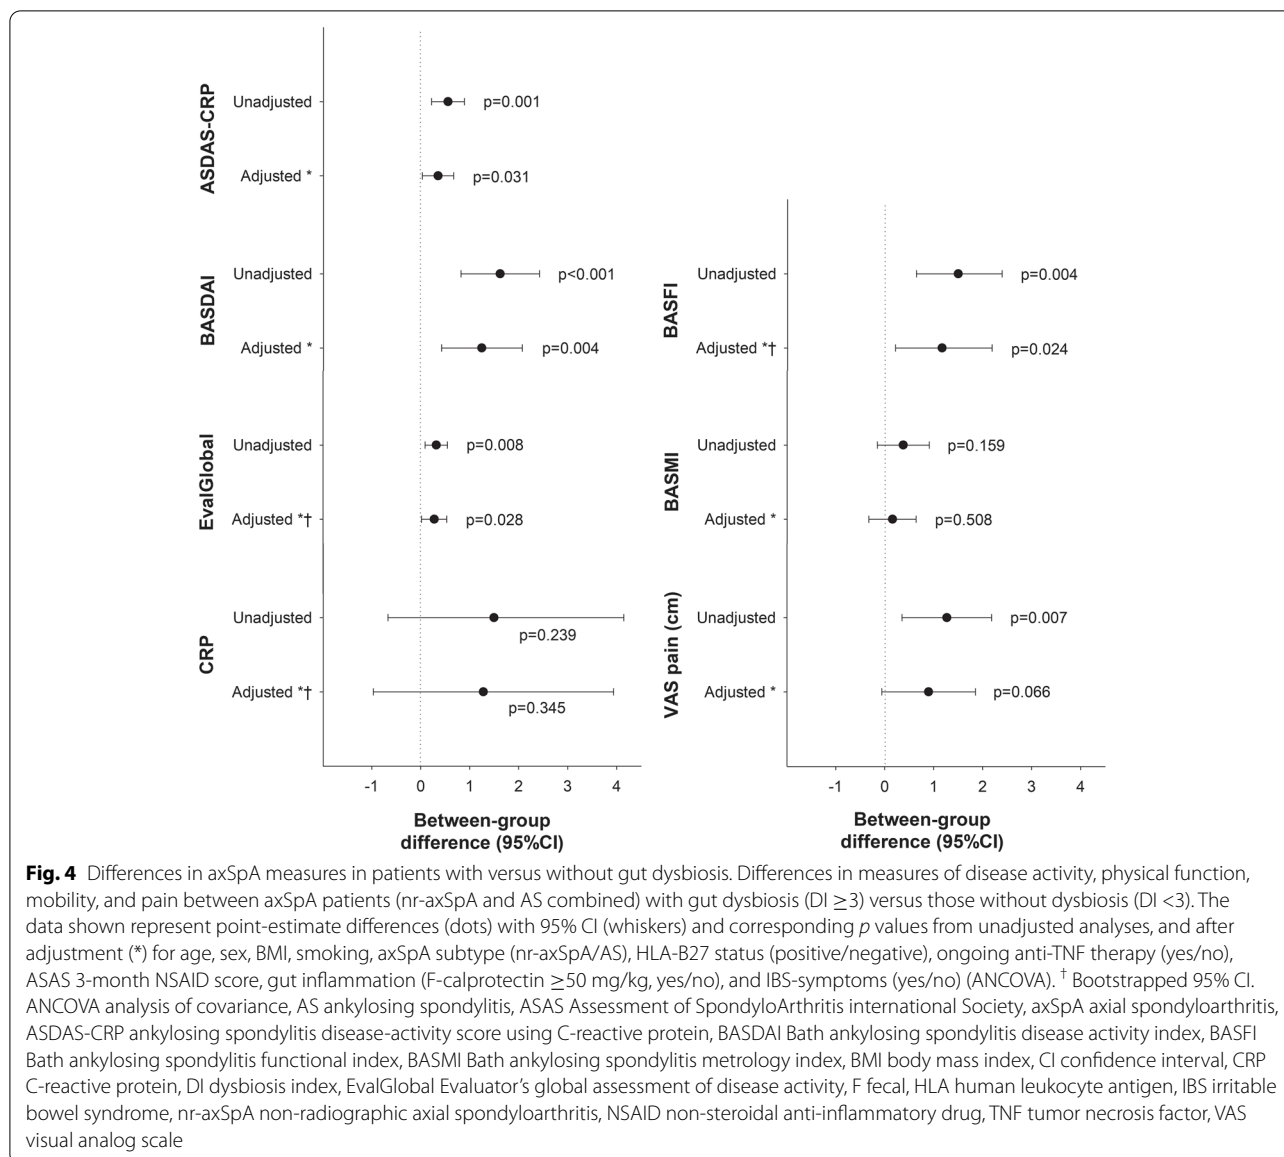 ASDAS-CRP
Unadjusted
p=0.001
Adjusted *
p=0.031
BASDAI
Unadjusted
p<0.001
Adjusted *
p=0.004
EvalGlobal
Unadjusted
p=0.008
Adjusted *†
p=0.028
CRP
Unadjusted
p=0.239
Adjusted *†
p=0.345
-1 0 1 2 3 4
Between-group
difference (95%CI)
BASFI
Unadjusted
p=0.004
Adjusted *†
p=0.024
BASMI
Unadjusted
p=0.159
Adjusted *
p=0.508
VAS pain (cm)
Unadjusted
p=0.007
Adjusted *
p=0.066
-1 0 1 2 3 4
Between-group
difference (95%CI)
Fig. 4 Differences in axSpA measures in patients with versus without gut dysbiosis. Differences in measures of disease activity, physical function,
mobility, and pain between axSpA patients (nr-axSpA and AS combined) with gut dysbiosis (DI ≥3) versus those without dysbiosis (DI <3). The
data shown represent point-estimate differences (dots) with 95% CI (whiskers) and corresponding p values from unadjusted analyses, and after
adjustment (*) for age, sex, BMI, smoking, axSpA subtype (nr-axSpA/AS), HLA-B27 status (positive/negative), ongoing anti-TNF therapy (yes/no),
ASAS 3-month NSAID score, gut inflammation (F-calprotectin ≥50 mg/kg, yes/no), and IBS-symptoms (yes/no) (ANCOVA). † Bootstrapped 95% CI.
ANCOVA analysis of covariance, AS ankylosing spondylitis, ASAS Assessment of SpondyloArthritis international Society, axSpA axial spondyloarthritis,
ASDAS-CRP ankylosing spondylitis disease-activity score using C-reactive protein, BASDAI Bath ankylosing spondylitis disease activity index, BASFI
Bath ankylosing spondylitis functional index, BASMI Bath ankylosing spondylitis metrology index, BMI body mass index, CI confidence interval, CRP
C-reactive protein, DI dysbiosis index, EvalGlobal Evaluator's global assessment of disease activity, F fecal, HLA human leukocyte antigen, IBS irritable
bowel syndrome, nr-axSpA non-radiographic axial spondyloarthritis, NSAID non-steroidal anti-inflammatory drug, TNF tumor necrosis factor, VAS
visual analog scale